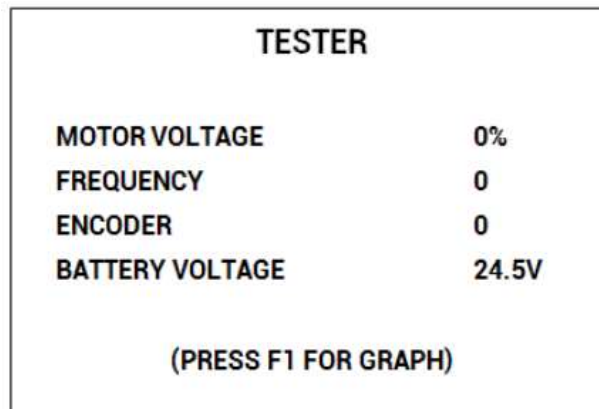 TESTER
MOTOR VOLTAGE 0%
FREQUENCY 0
ENCODER 0
BATTERY VOLTAGE 24.5V
(PRESS F1 FOR GRAPH)